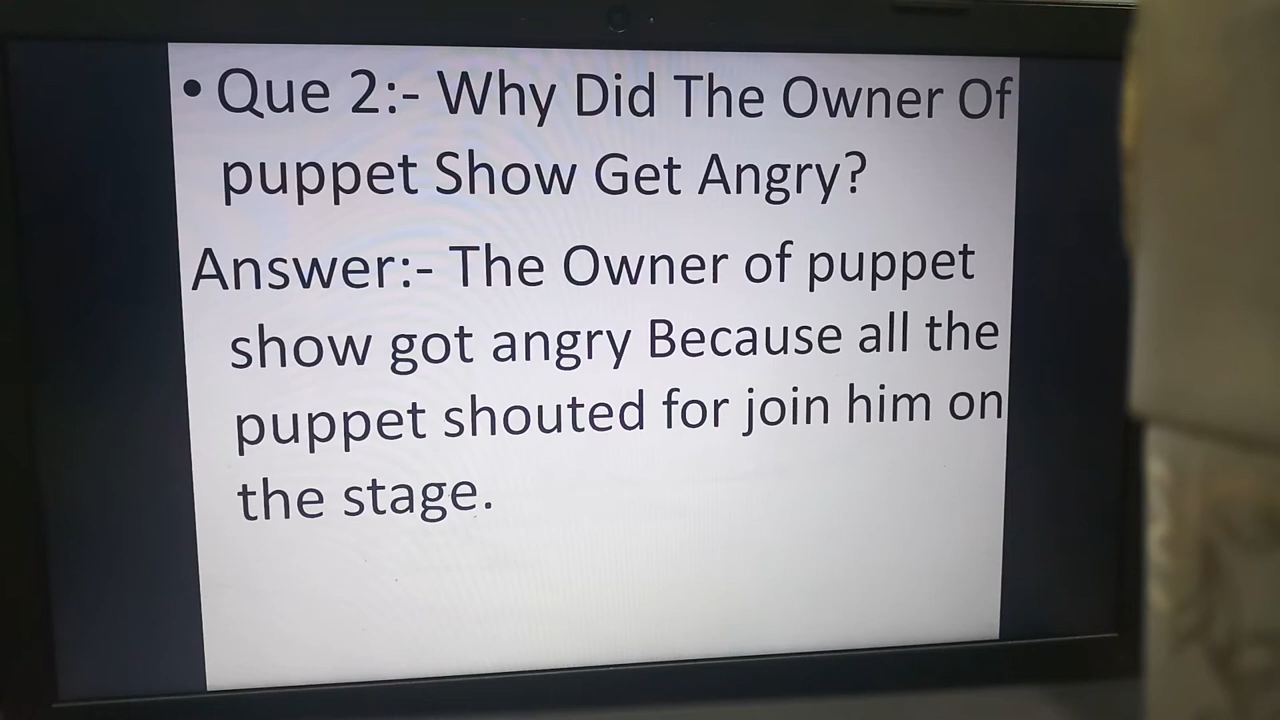 • Que 2:- Why Did The Owner Of
puppet Show Get Angry?
Answer:- The Owner of puppet
show got angry Because all the
puppet shouted for join him on
the stage.